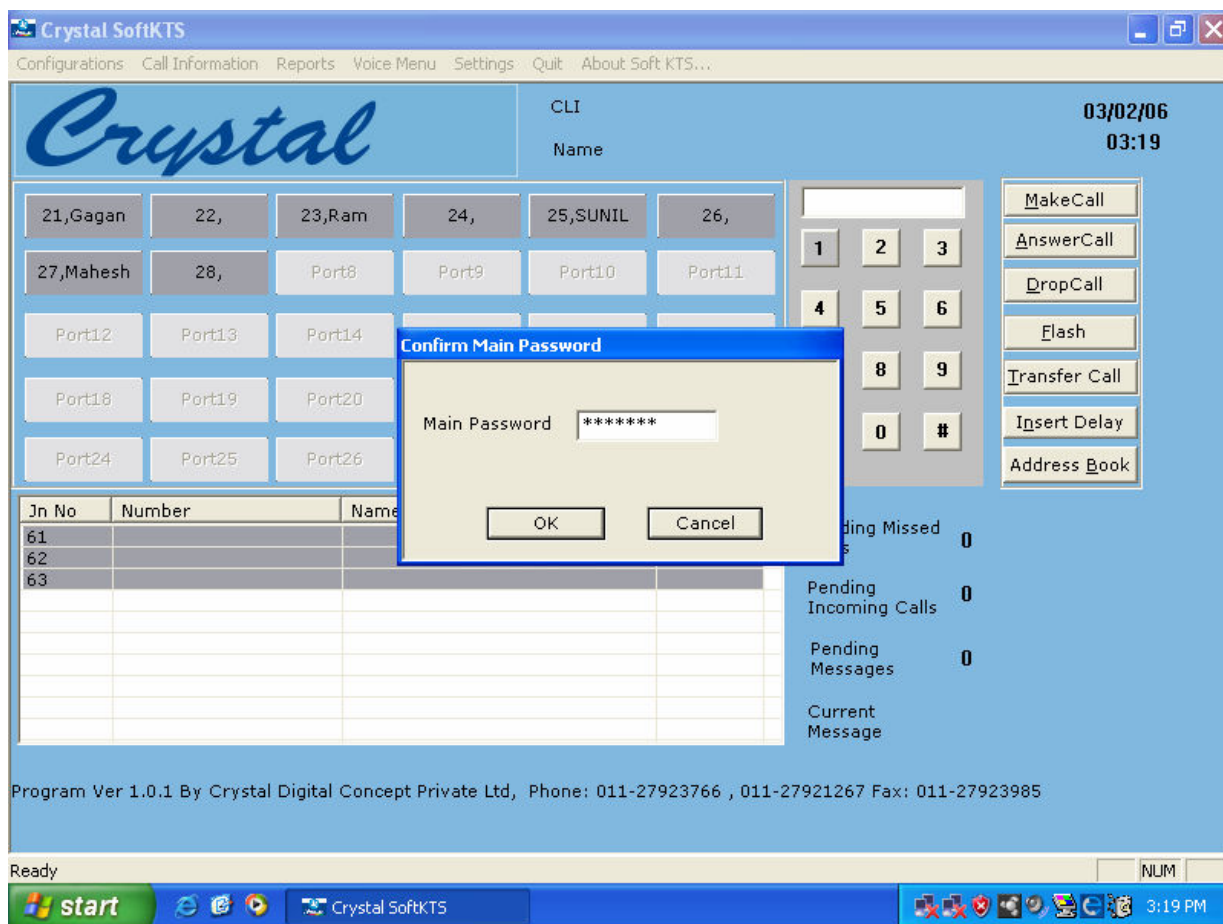 Crystal SoftKTS
Configurations Call Information Reports Voice Menu Settings Quit About Soft KTS...
Crystal
CLI
Name
03/02/06
03:19
21,Gagan 22, 23,Ram 24, 25,SUNIL 26,
27,Mahesh 28, Port8 Port9 Port10 Port11
Port12 Port13 Port14
Port18 Port19 Port20
Port24 Port25 Port26
1 2 3
4 5 6
8 9
0 #
MakeCall
AnswerCall
DropCall
Flash
Transfer Call
Insert Delay
Address Book
Confirm Main Password
Main Password *******
OK Cancel
Jn No Number Name
61
62
63
Missed 0
Pending
Incoming Calls 0
Pending
Messages 0
Current
Message
Program Ver 1.0.1 By Crystal Digital Concept Private Ltd, Phone: 011-27923766 , 011-27921267 Fax: 011-27923985
Ready
NUM
start
Crystal SoftKTS
3:19 PM